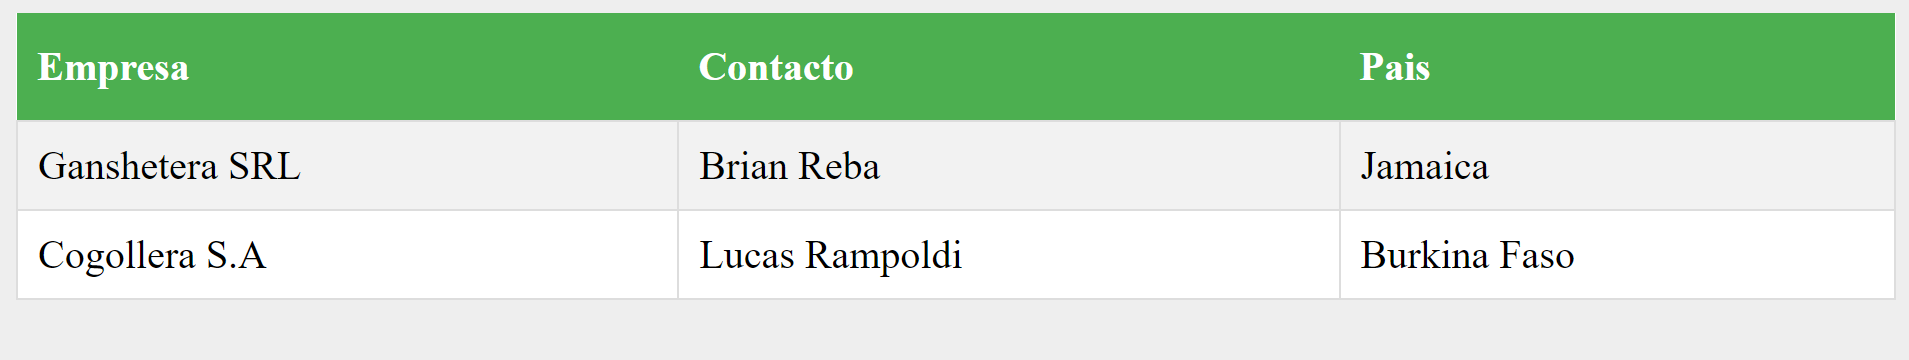 Empresa Contacto Pais
Ganshetera SRL Brian Reba Jamaica
Cogollera S.A Lucas Rampoldi Burkina Faso